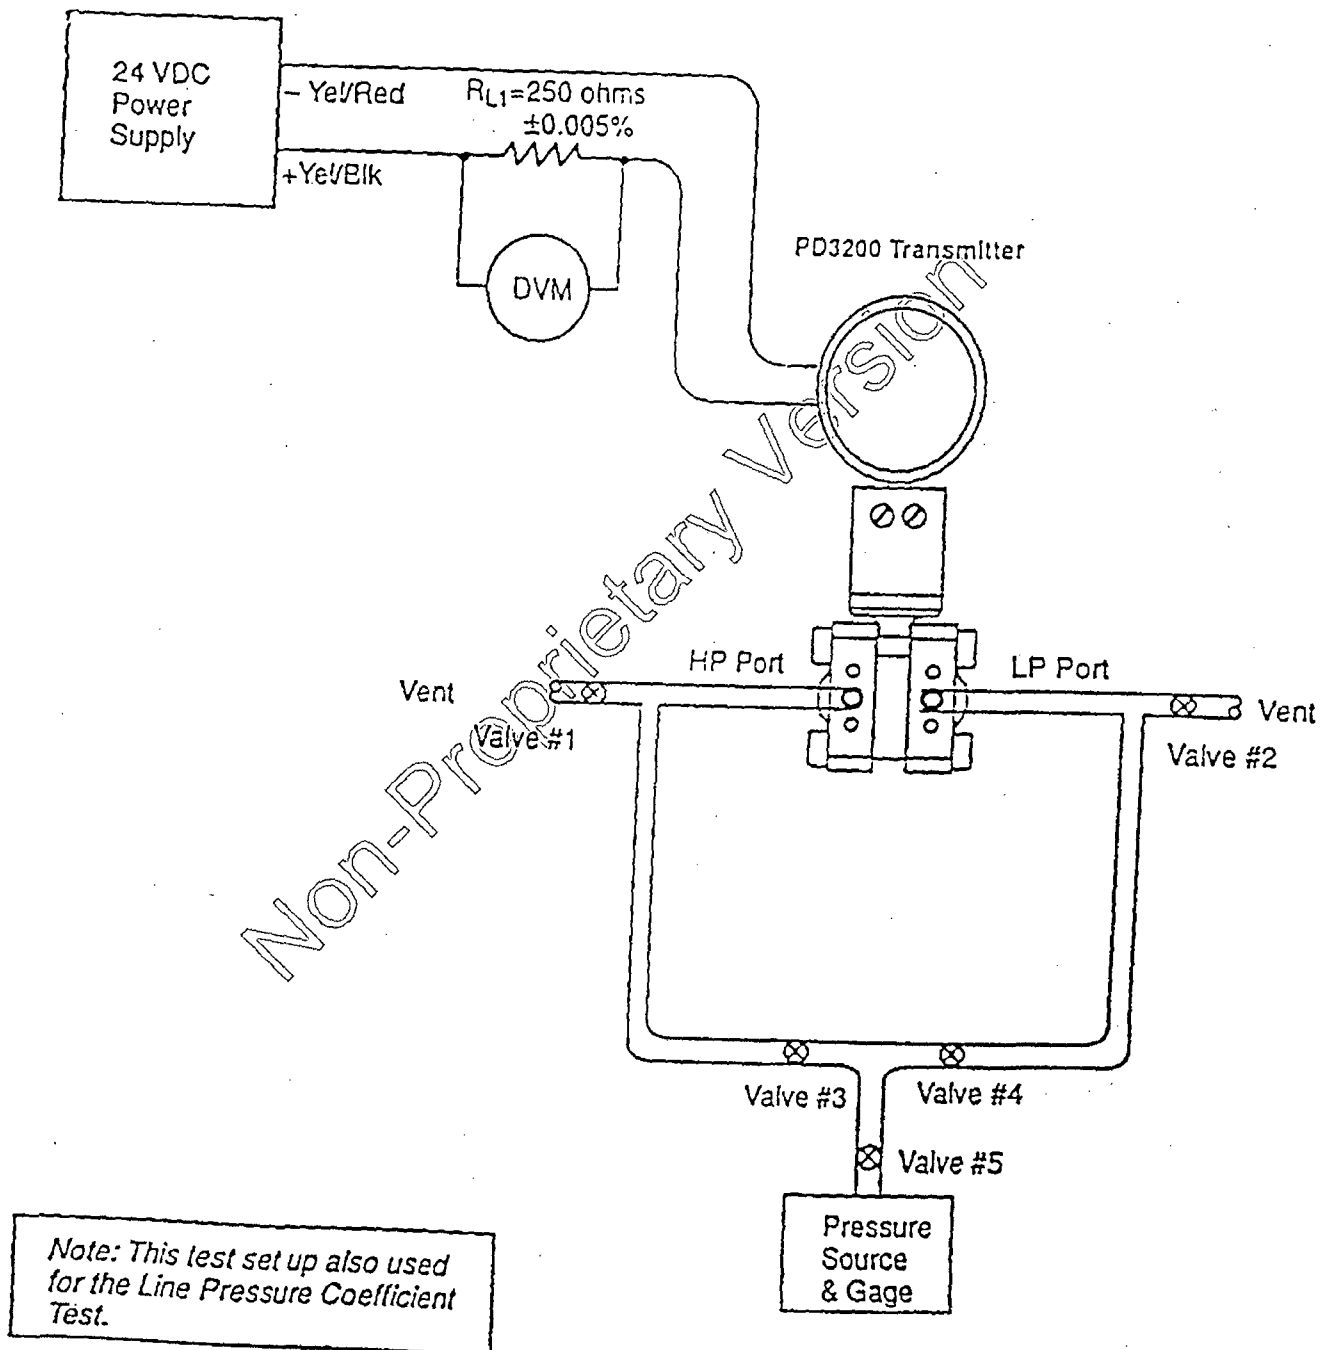 24 VDC
Power
Supply
– Yel/Red
RL1=250 ohms
±0.005%
+Yel/Blk
DVM
PD3200 Transmitter
Non-Proprietary Version
HP Port
LP Port
Vent
Vent
Valve #1
Valve #2
Valve #3
Valve #4
Valve #5
Pressure
Source
& Gage
Note: This test set up also used
for the Line Pressure Coefficient
Test.